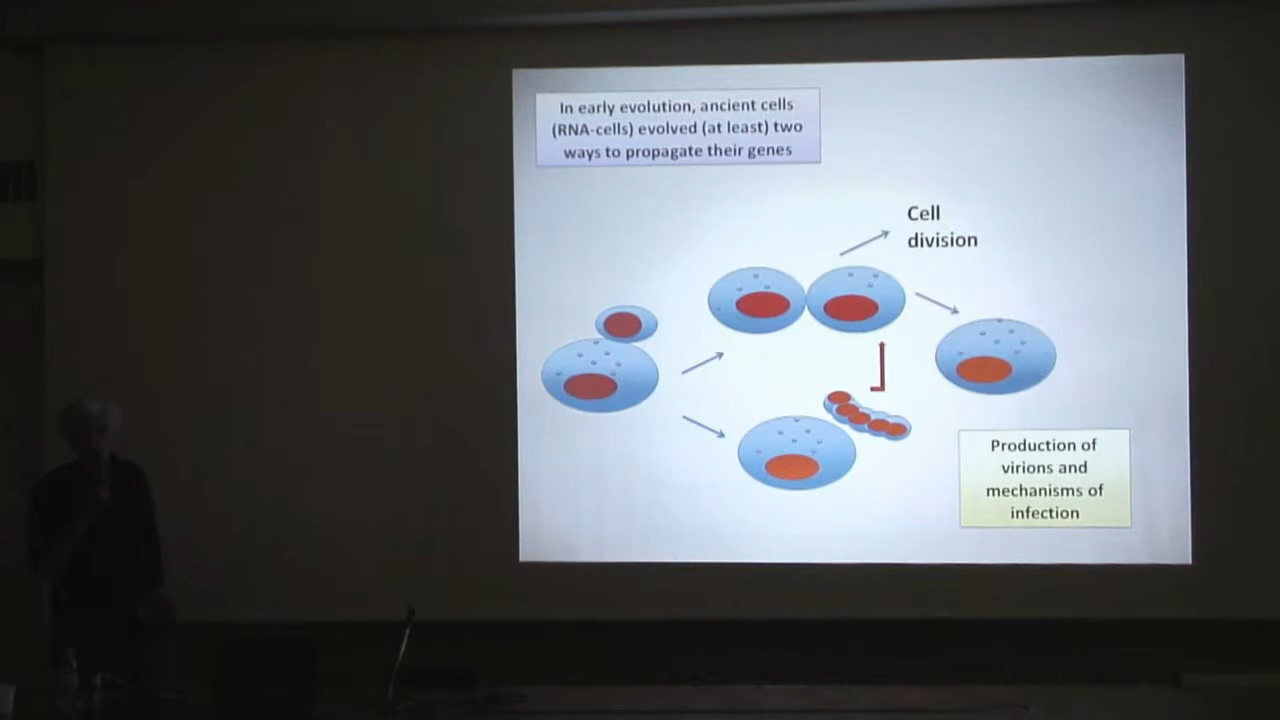 In early evolution, ancient cells
(RNA-cells) evolved (at least) two
ways to propagate their genes
Cell
division
Production of
virions and
mechanisms of
infection